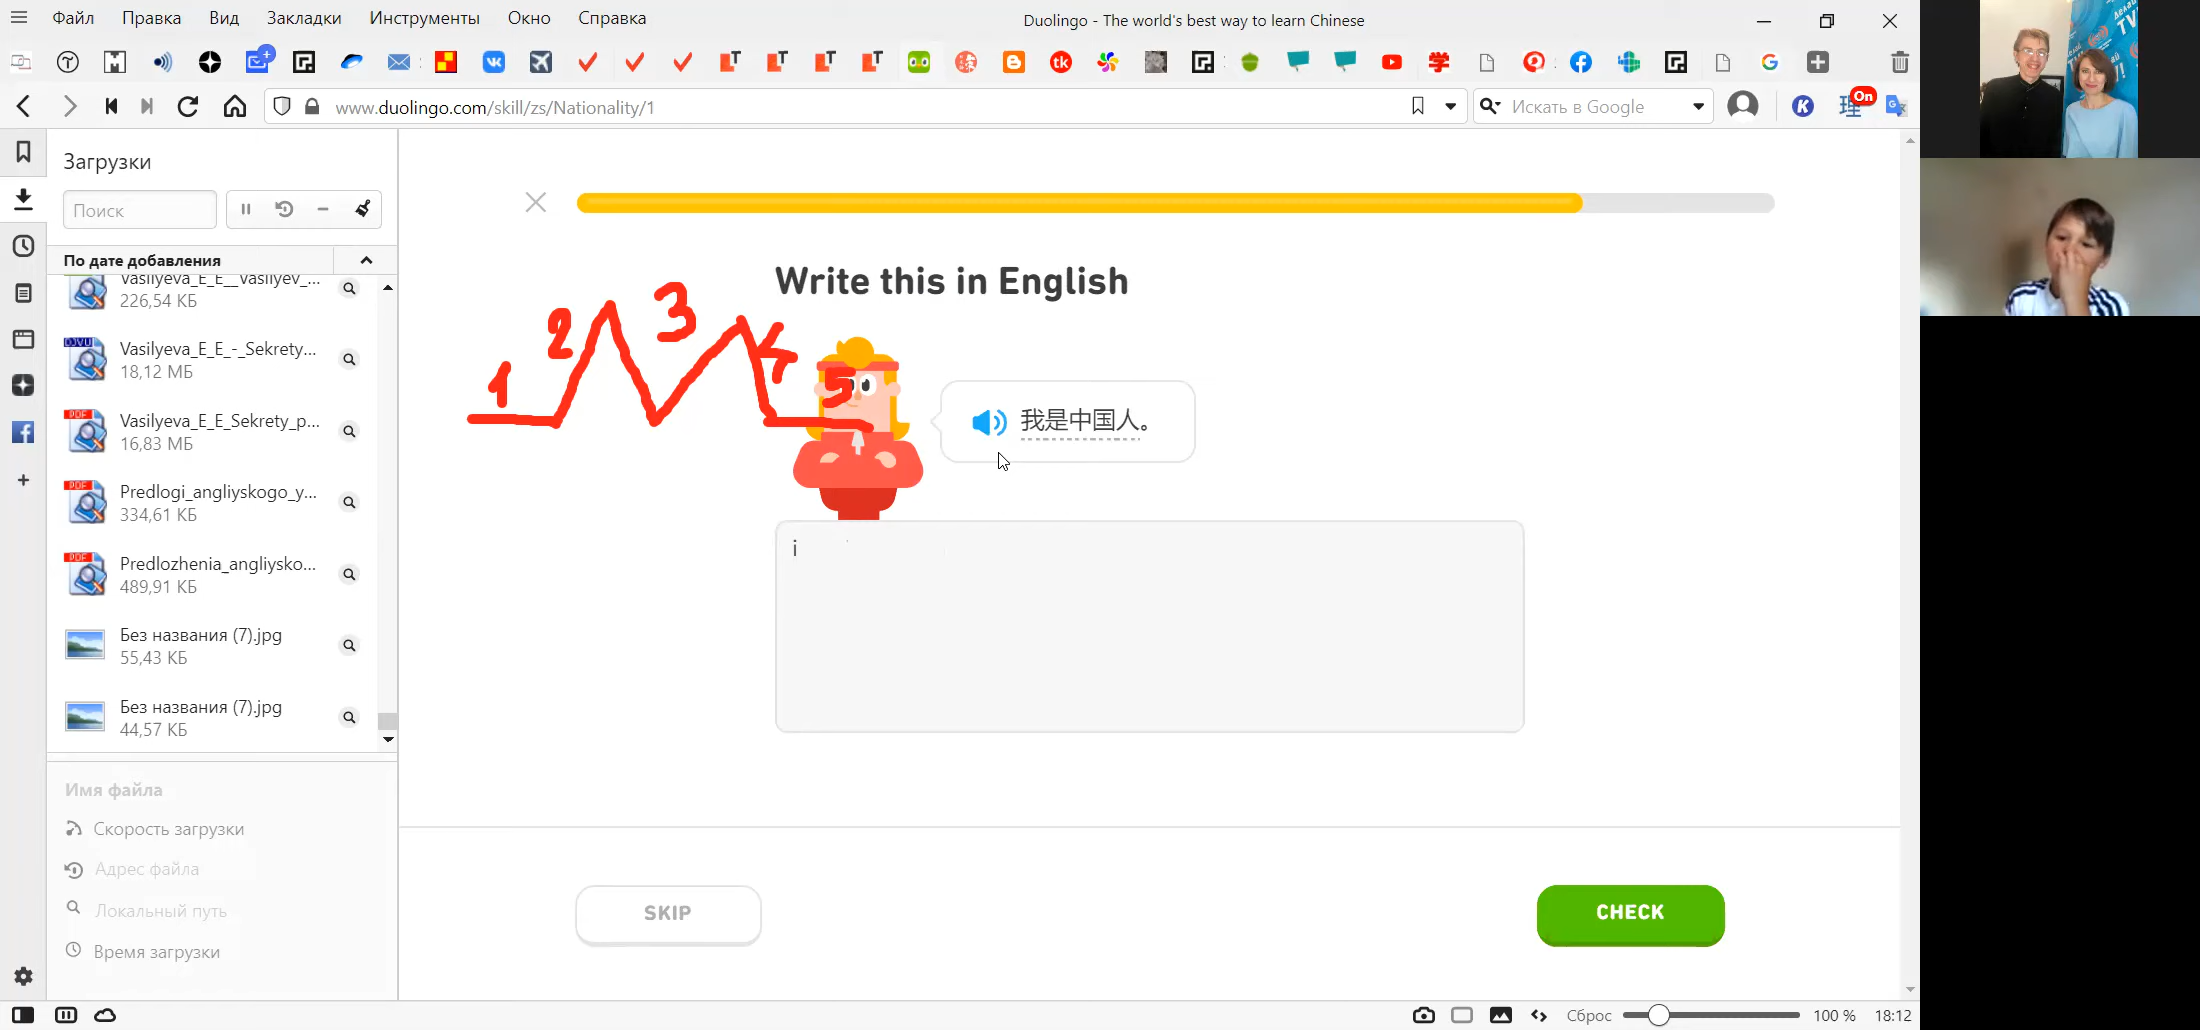 Файл Правка Вид Закладки Инструменты Окно Справка
Duolingo - The world's best way to learn Chinese
www.duolingo.com/skill/zs/Nationality/1
Искать в Google
On
Загрузки
Поиск
По дате добавления
Vasilyeva_E_E__Vasilyev_...
226,54 КБ
Vasilyeva_E_E_-_Sekrety...
18,12 МБ
Vasilyeva_E_E_Sekrety_p...
16,83 МБ
Predlogi_angliyskogo_y...
334,61 КБ
Predlozhenia_angliysko...
489,91 КБ
Без названия (7).jpg
55,43 КБ
Без названия (7).jpg
44,57 КБ
Имя файла
Скорость загрузки
Адрес файла
Локальный путь
Время загрузки
Write this in English
1 2 3 4 5
我是中国人。
i
SKIP
CHECK
Сброс
100 %
18:12